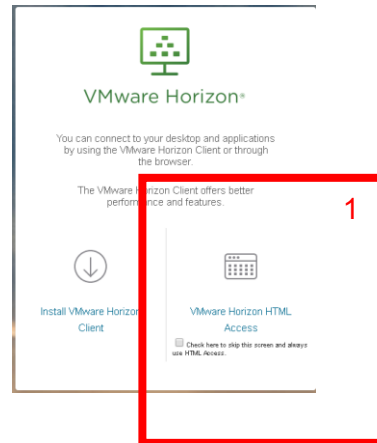 VMware Horizon®
You can connect to your desktop and applications
by using the VMware Horizon Client or through
the browser.
The VMware Horizon Client offers better
performance and features.
1
Install VMware Horizon
Client
VMware Horizon HTML
Access
Check here to skip this screen and always
use HTML Access.